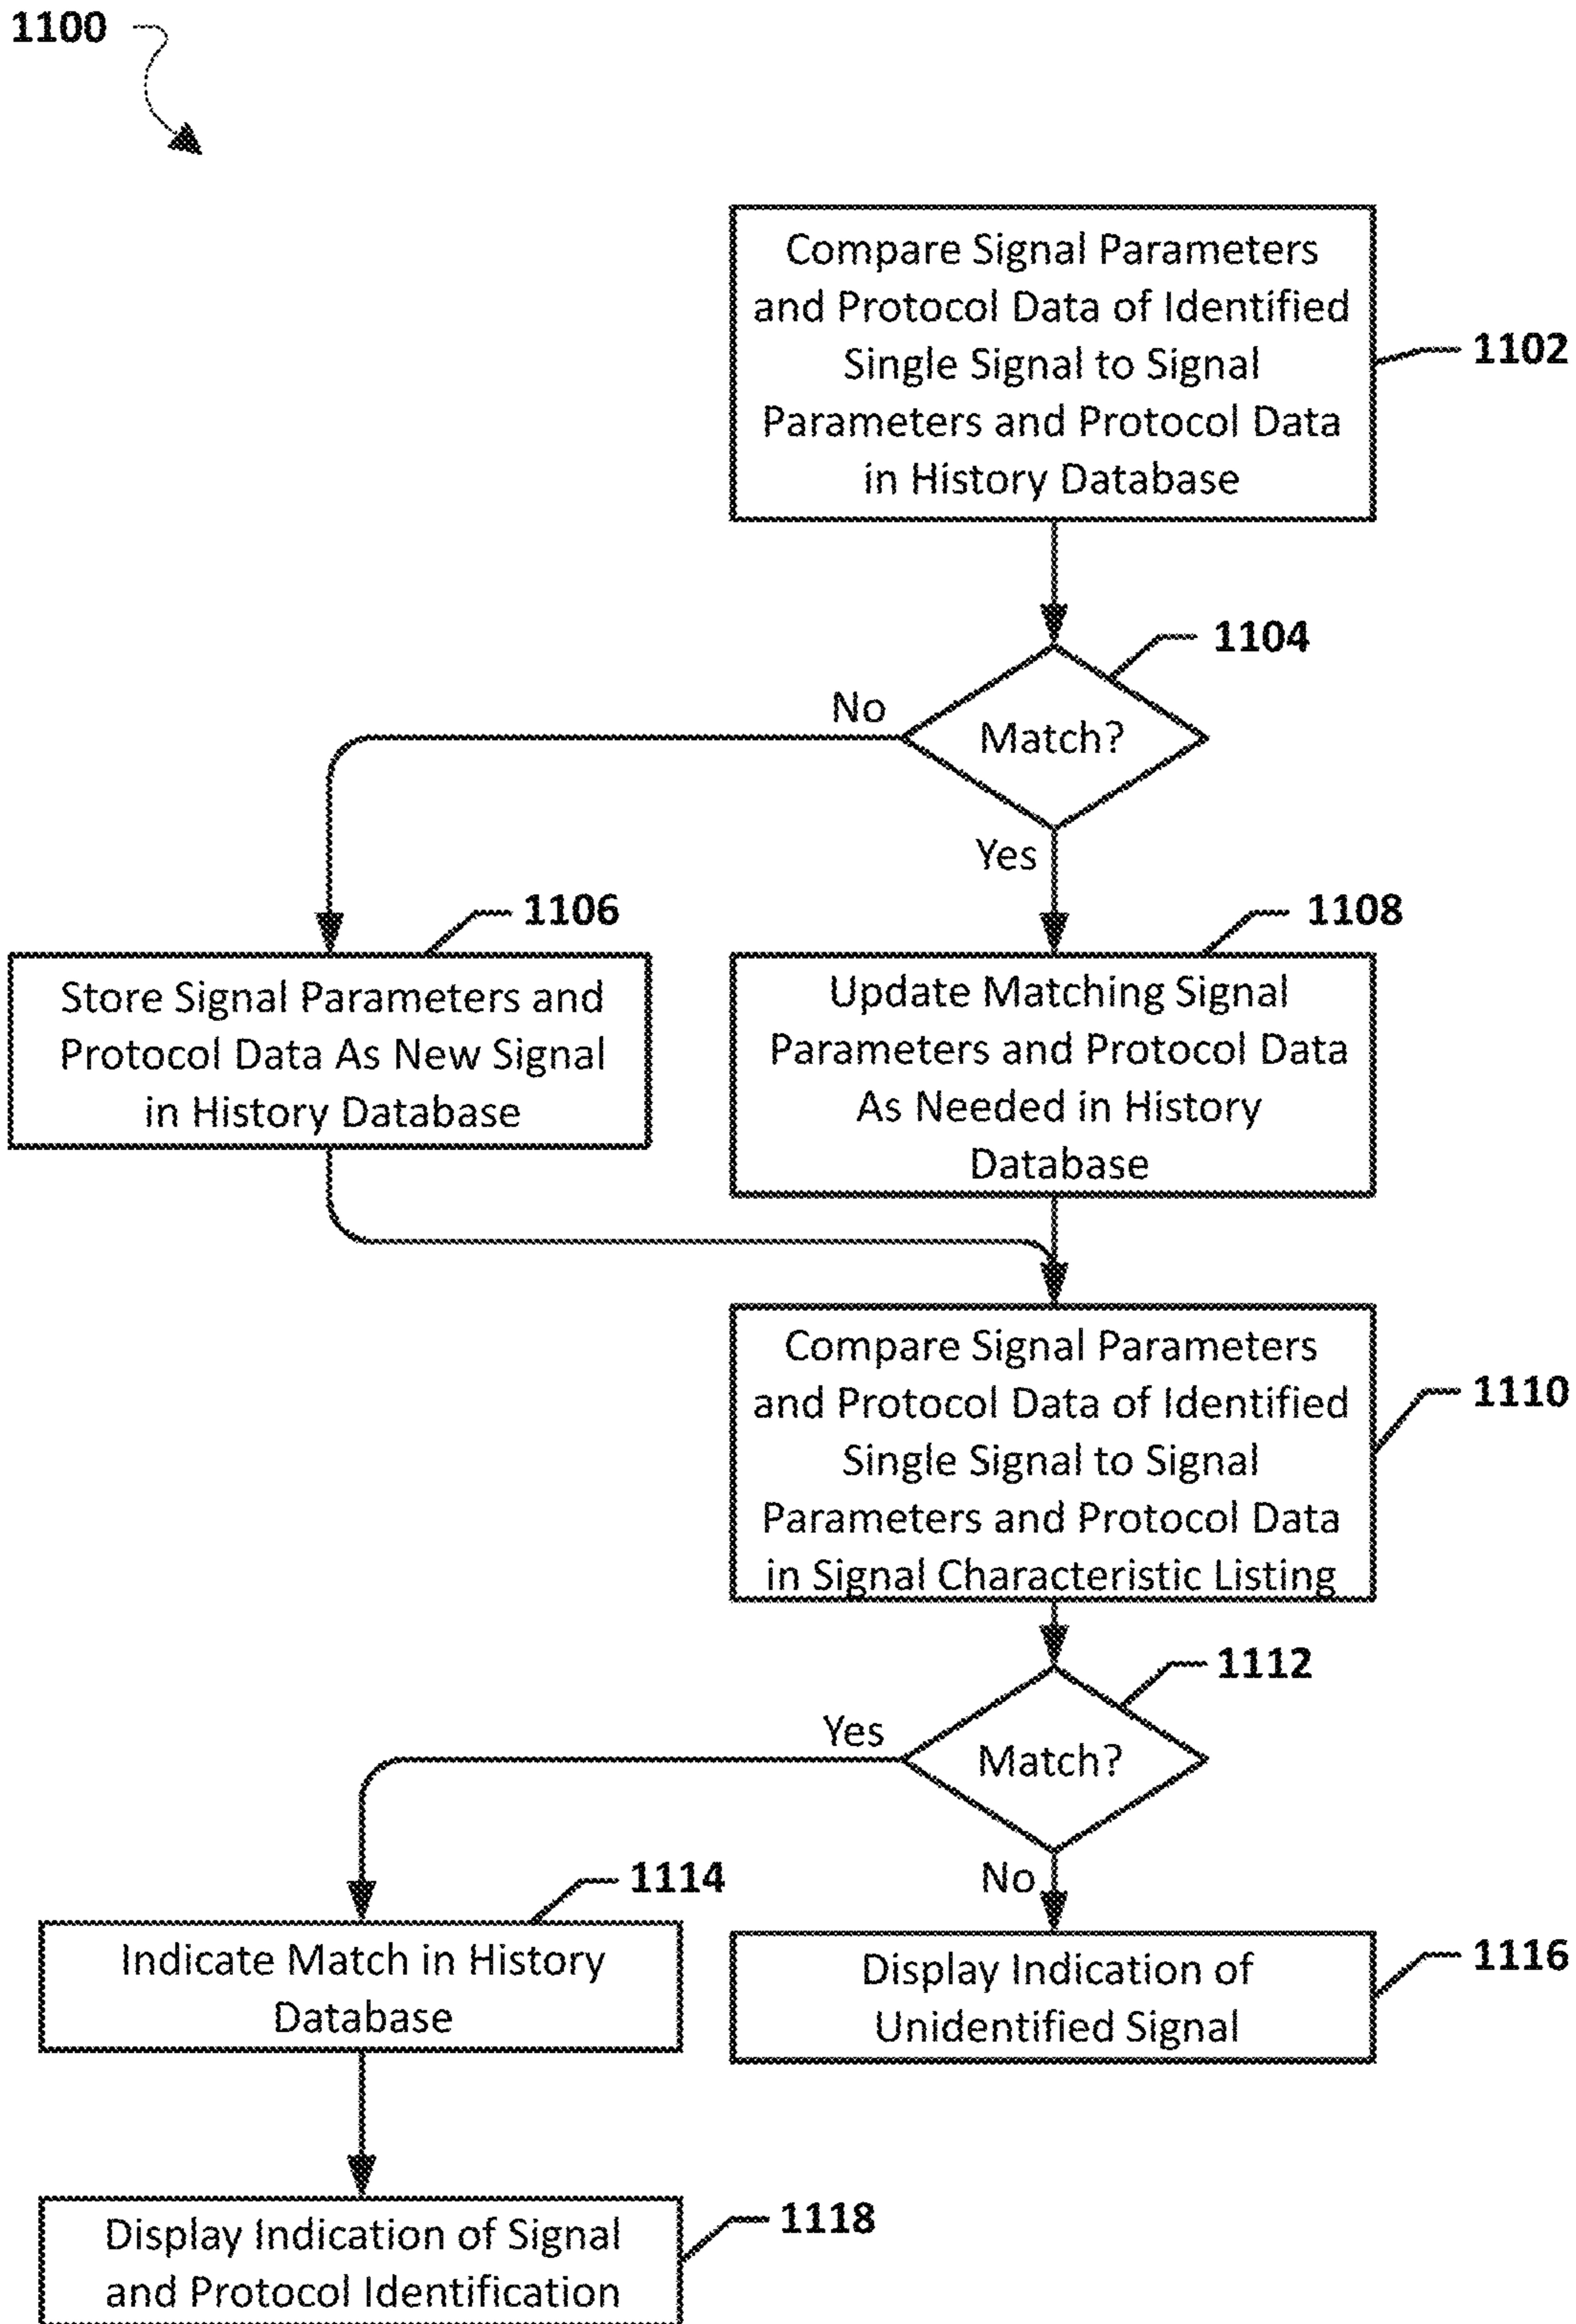 1100
Compare Signal Parameters
and Protocol Data of Identified
Single Signal to Signal
Parameters and Protocol Data
in History Database
1102
1104
No
Match?
Yes
1106
1108
Store Signal Parameters and
Protocol Data As New Signal
in History Database
Update Matching Signal
Parameters and Protocol Data
As Needed in History
Database
Compare Signal Parameters
and Protocol Data of Identified
Single Signal to Signal
Parameters and Protocol Data
in Signal Characteristic Listing
1110
1112
Yes
Match?
No
1114
Indicate Match in History
Database
Display Indication of
Unidentified Signal
1116
Display Indication of Signal
and Protocol Identification
1118